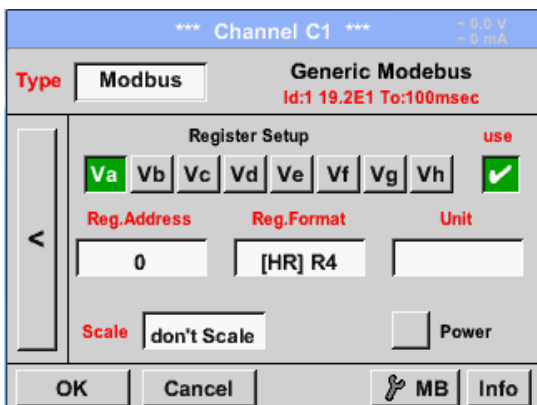 *** Channel C1 ***
~ 0.0 V
~ 0 mA
Type
Modbus
Generic Modebus
Id:1 19.2E1 To:100msec
Register Setup
use
Va Vb Vc Vd Ve Vf Vg Vh
<
Reg.Address Reg.Format Unit
0 [HR] R4
Scale don't Scale Power
OK Cancel MB Info